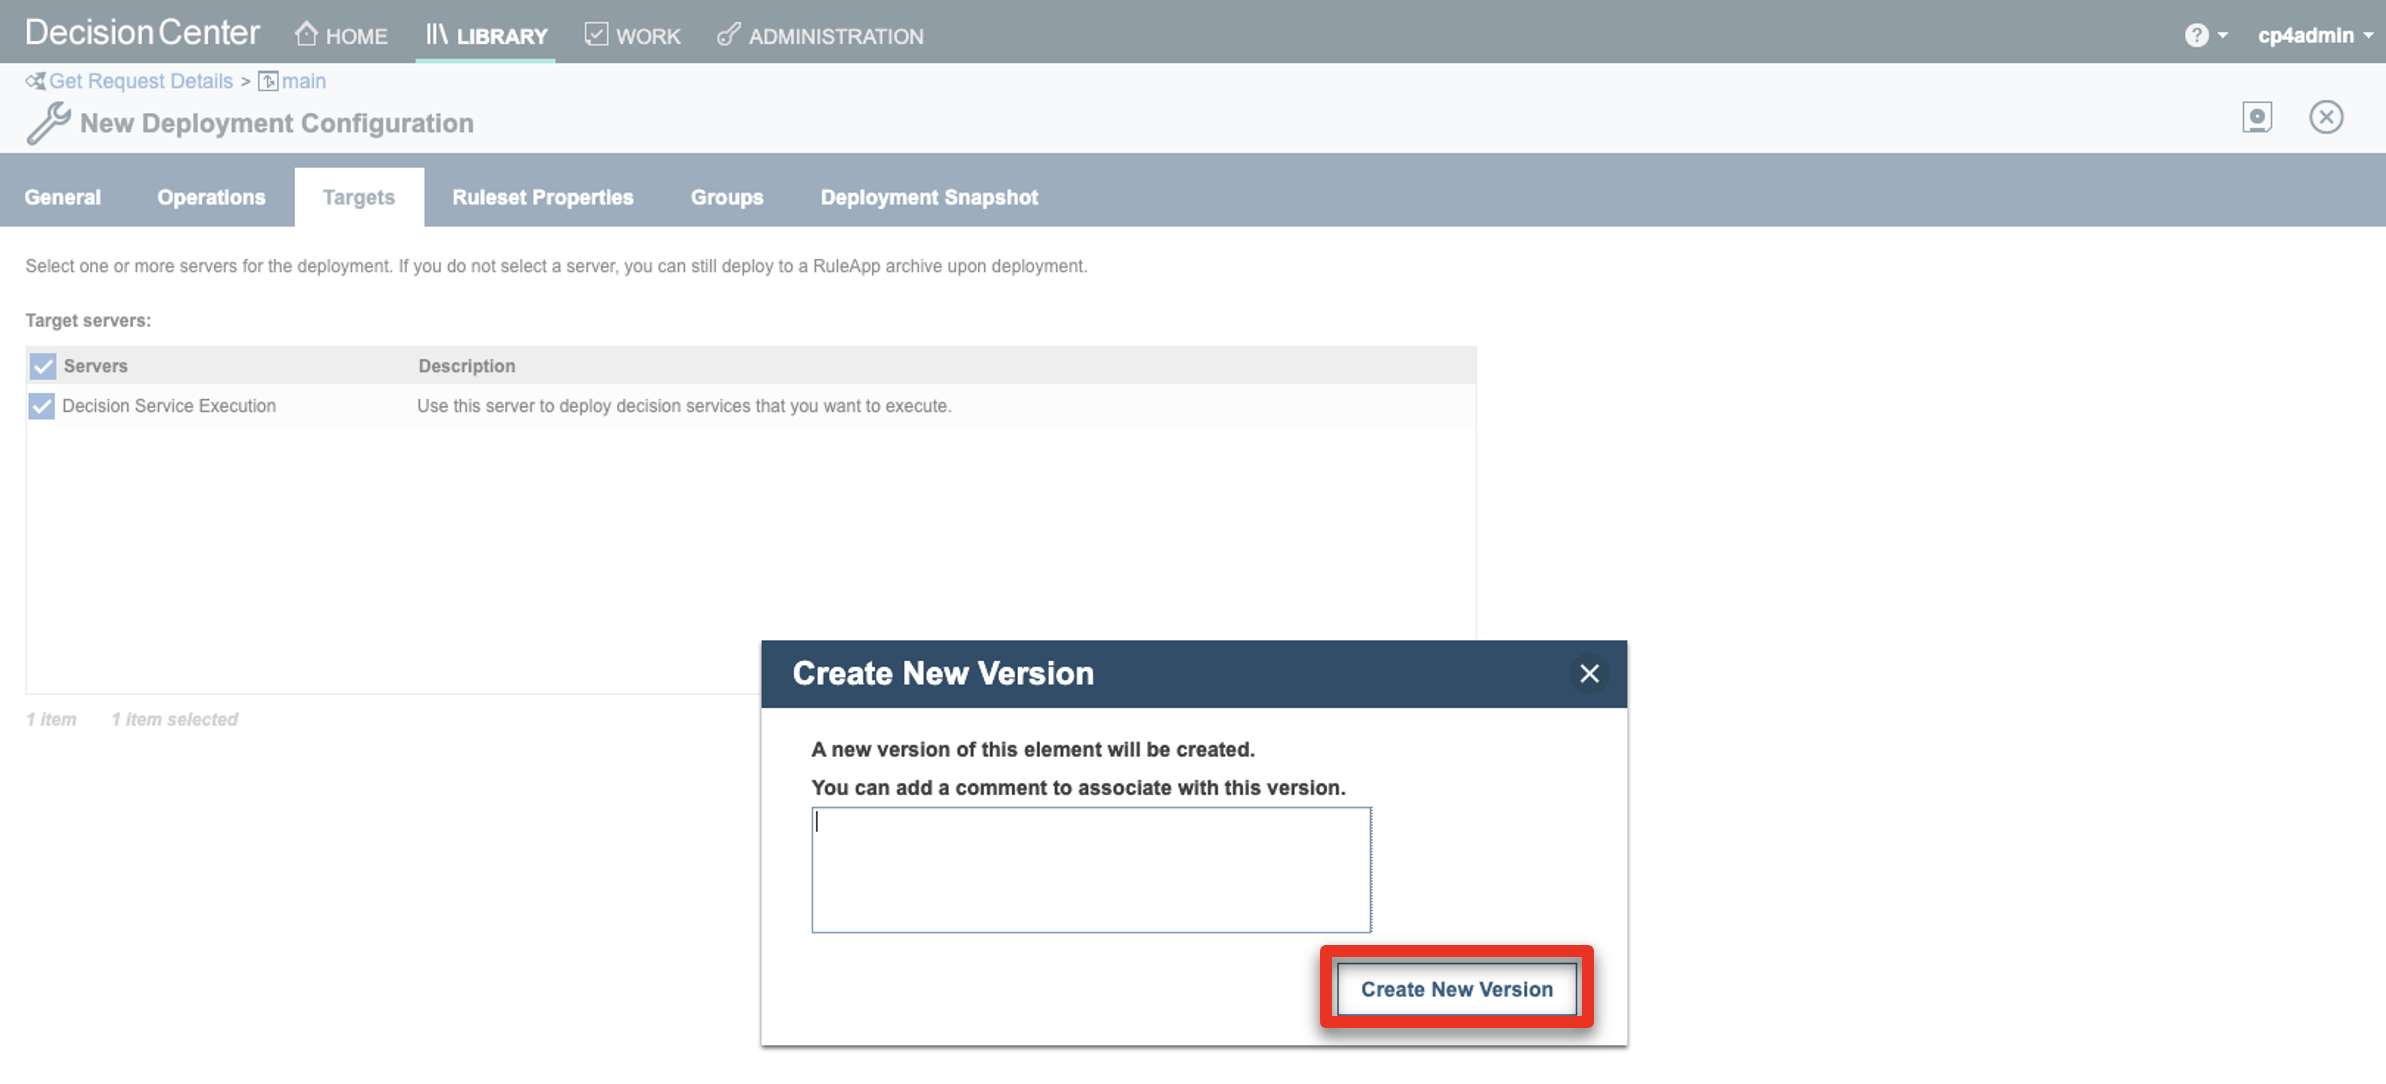 Decision Center HOME LIBRARY WORK ADMINISTRATION ? cp4admin
Get Request Details > main
New Deployment Configuration
General Operations Targets Ruleset Properties Groups Deployment Snapshot
Select one or more servers for the deployment. If you do not select a server, you can still deploy to a RuleApp archive upon deployment.
Target servers:
Servers Description
Decision Service Execution Use this server to deploy decision services that you want to execute.
1 item 1 item selected
Create New Version
A new version of this element will be created.
You can add a comment to associate with this version.
Create New Version